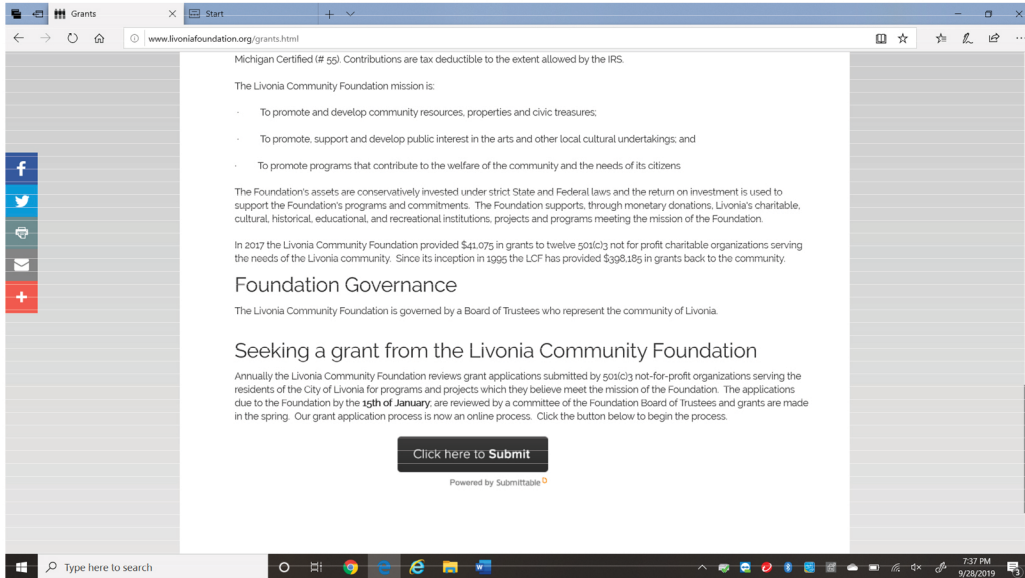 Grants
Start
www.livoniafoundation.org/grants.html
Michigan Certified (# 55). Contributions are tax deductible to the extent allowed by the IRS.
The Livonia Community Foundation mission is:
· To promote and develop community resources, properties and civic treasures;
· To promote, support and develop public interest in the arts and other local cultural undertakings; and
· To promote programs that contribute to the welfare of the community and the needs of its citizens
The Foundation's assets are conservatively invested under strict State and Federal laws and the return on investment is used to
support the Foundation's programs and commitments. The Foundation supports, through monetary donations, Livonia's charitable,
cultural, historical, educational, and recreational institutions, projects and programs meeting the mission of the Foundation.
In 2017 the Livonia Community Foundation provided $41,075 in grants to twelve 501(c)3 not for profit charitable organizations serving
the needs of the Livonia community. Since its inception in 1995 the LCF has provided $398,185 in grants back to the community.
Foundation Governance
The Livonia Community Foundation is governed by a Board of Trustees who represent the community of Livonia.
Seeking a grant from the Livonia Community Foundation
Annually the Livonia Community Foundation reviews grant applications submitted by 501(c)3 not-for-profit organizations serving the
residents of the City of Livonia for programs and projects which they believe meet the mission of the Foundation. The applications
due to the Foundation by the 15th of January; are reviewed by a committee of the Foundation Board of Trustees and grants are made
in the spring. Our grant application process is now an online process. Click the button below to begin the process.
Click here to Submit
Powered by Submittable
Type here to search
7:37 PM
9/28/2019
3